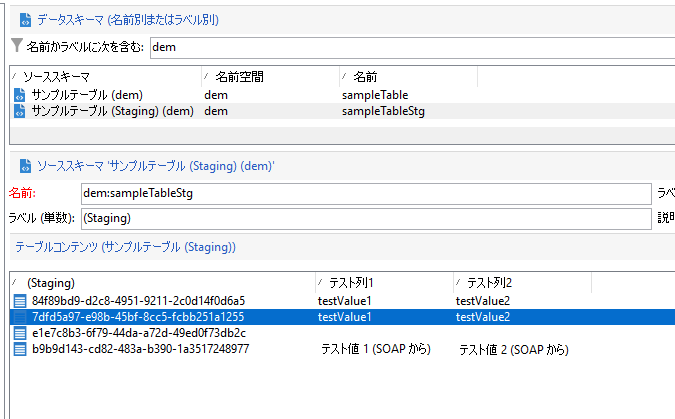 データスキーマ (名前別またはラベル別)
名前かラベルに次を含む: dem
ソーススキーマ 名前空間 名前
サンプルテーブル (dem) dem sampleTable
サンプルテーブル (Staging) (dem) dem sampleTableStg
ソーススキーマ 'サンプルテーブル (Staging) (dem)'
名前: dem:sampleTableStg ラベ
ラベル (単数): (Staging) 説明
テーブルコンテンツ (サンプルテーブル (Staging))
(Staging) テスト列1 テスト列2
84f89bd9-d2c8-4951-9211-2c0d14f0d6a5 testValue1 testValue2
7dfd5a97-e98b-45bf-8cc5-fcbb251a1255 testValue1 testValue2
e1e7c8b3-6f79-44da-a72d-49ed0f73db2c
b9b9d143-cd82-483a-b390-1a3517248977 テスト値 1 (SOAP から) テスト値 2 (SOAP から)